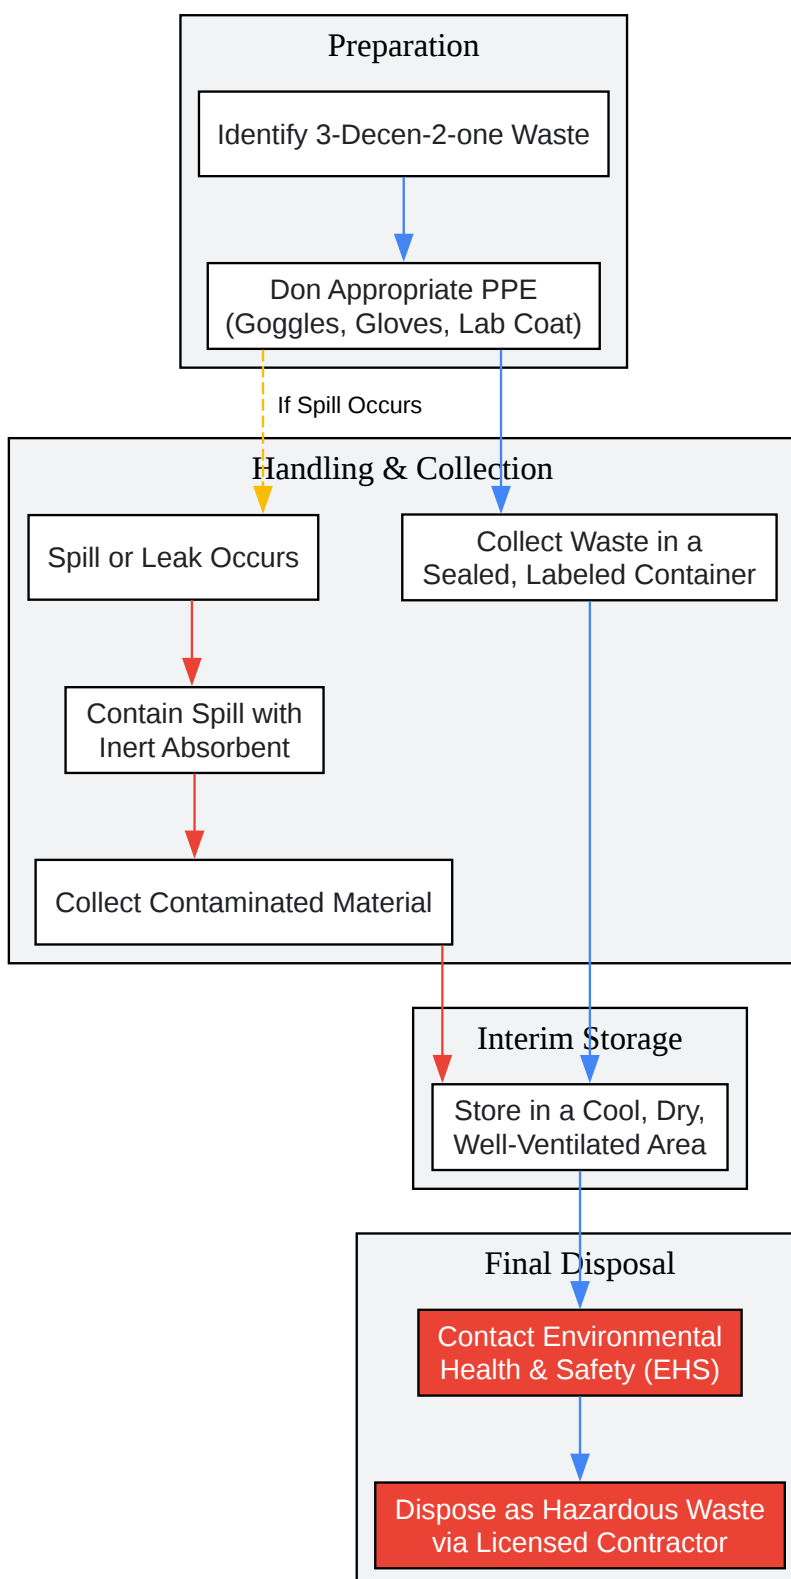 Preparation
Identify 3-Decen-2-one Waste
Don Appropriate PPE
(Goggles, Gloves, Lab Coat)
If Spill Occurs
Handling & Collection
Spill or Leak Occurs
Collect Waste in a
Sealed, Labeled Container
Contain Spill with
Inert Absorbent
Collect Contaminated Material
Interim Storage
Store in a Cool, Dry,
Well-Ventilated Area
Final Disposal
Contact Environmental
Health & Safety (EHS)
Dispose as Hazardous Waste
via Licensed Contractor